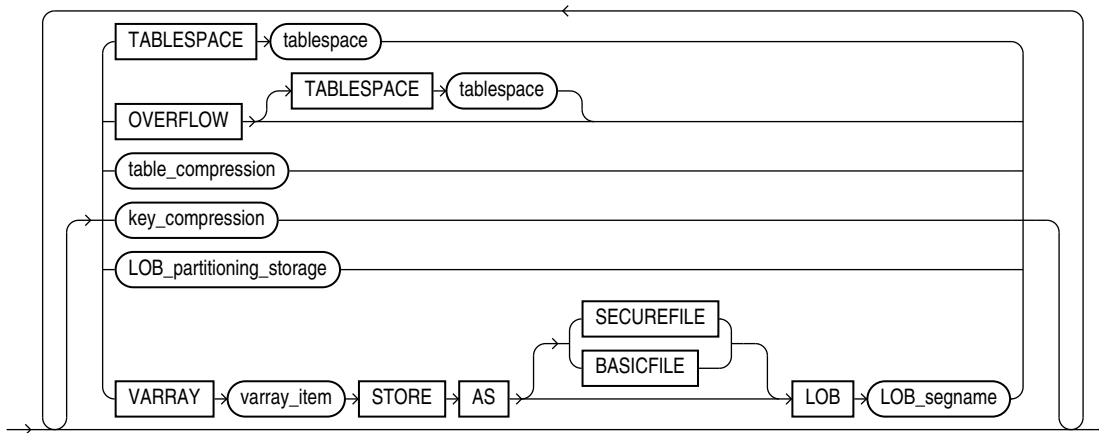 TABLESPACE tablespace
TABLESPACE tablespace
OVERFLOW
table_compression
key_compression
LOB_partitioning_storage
SECUREFILE
BASICFILE
VARRAY varray_item STORE AS LOB LOB_segname